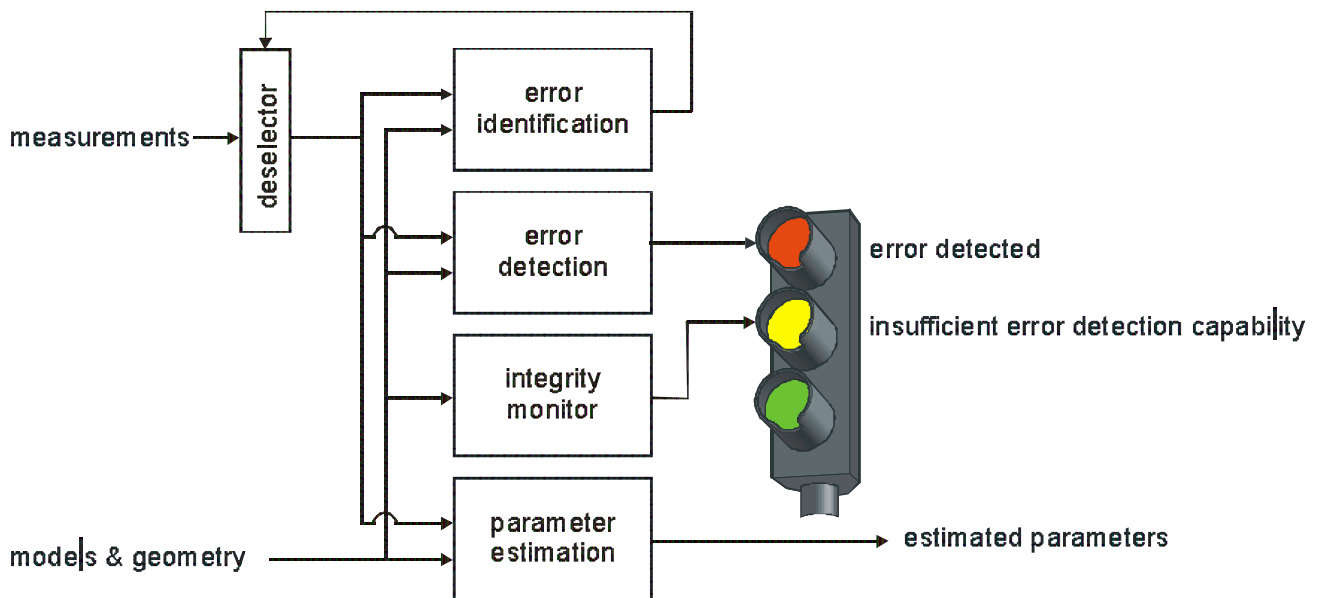 error
identification
measurements
deselector
error
detection
error detected
insufficient error detection capability
integrity
monitor
parameter
estimation
estimated parameters
models & geometry